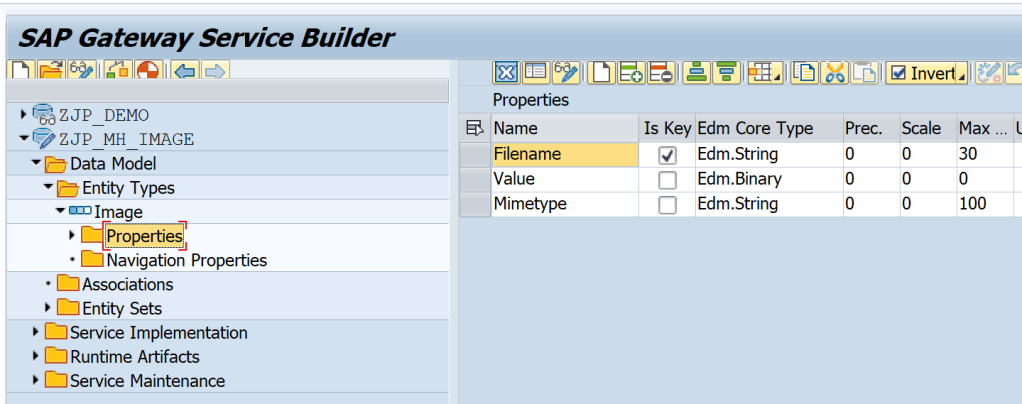 SAP Gateway Service Builder
Invert
Properties
ZJP_DEMO
ZJP_MH_IMAGE
Data Model
Entity Types
Image
Properties
Navigation Properties
Associations
Entity Sets
Service Implementation
Runtime Artifacts
Service Maintenance
Name Is Key Edm Core Type Prec. Scale Max ... U
Filename Edm.String 0 0 30
Value Edm.Binary 0 0 0
Mimetype Edm.String 0 0 100